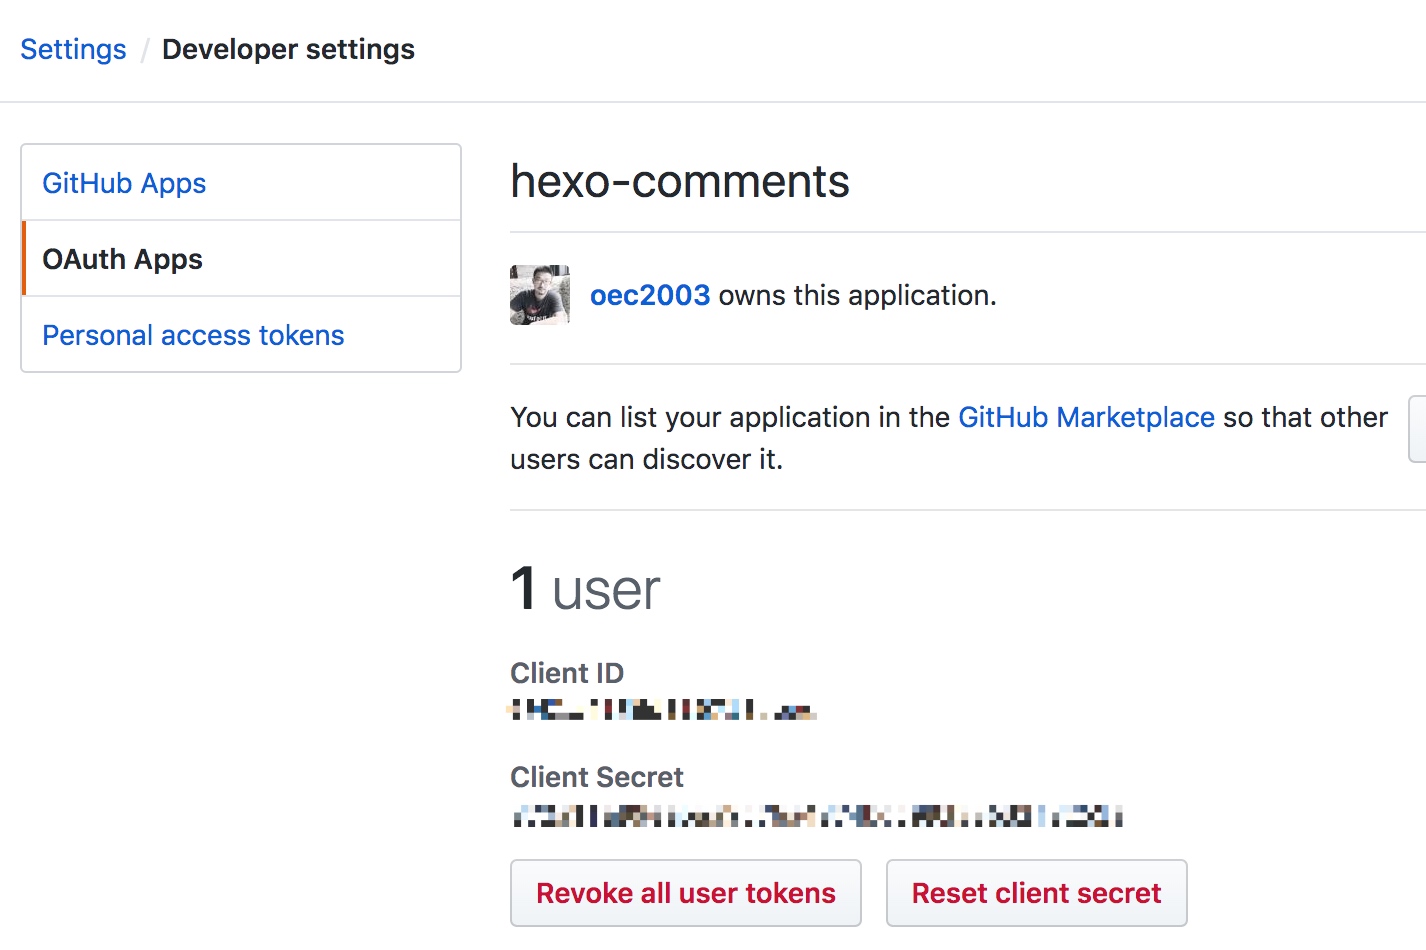 Settings / Developer settings
GitHub Apps
OAuth Apps
Personal access tokens
hexo-comments
oec2003 owns this application.
You can list your application in the GitHub Marketplace so that other
users can discover it.
1 user
Client ID
Client Secret
Revoke all user tokens
Reset client secret